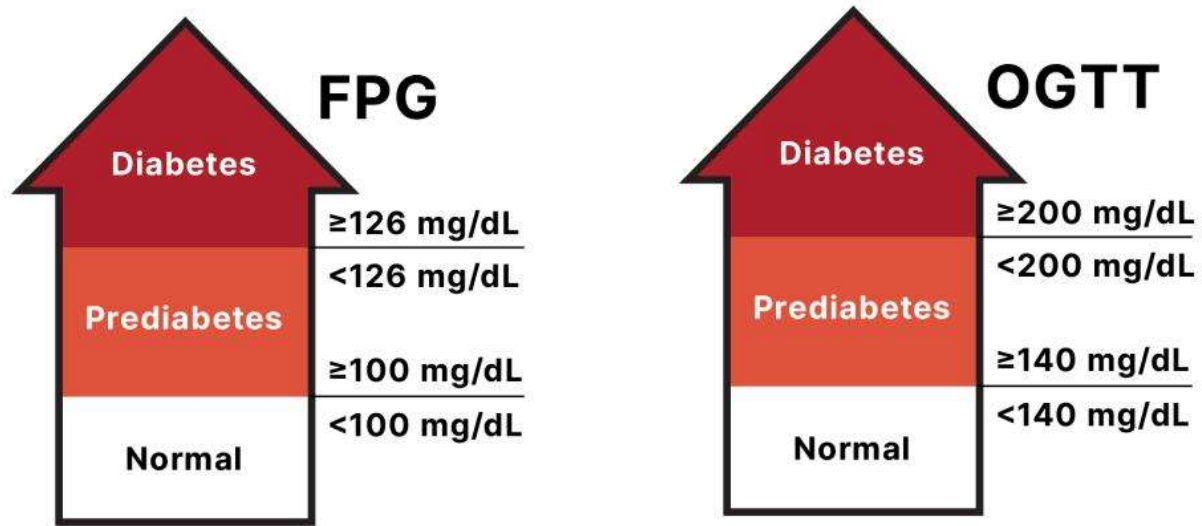 FPG
Diabetes
≥126 mg/dL
<126 mg/dL
Prediabetes
≥100 mg/dL
<100 mg/dL
Normal
OGTT
Diabetes
≥200 mg/dL
<200 mg/dL
Prediabetes
≥140 mg/dL
<140 mg/dL
Normal